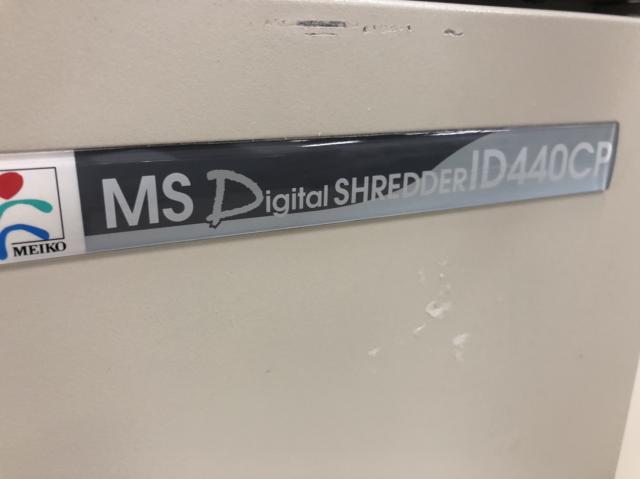 MEIKO
MS Digital SHREDDER ID440CP